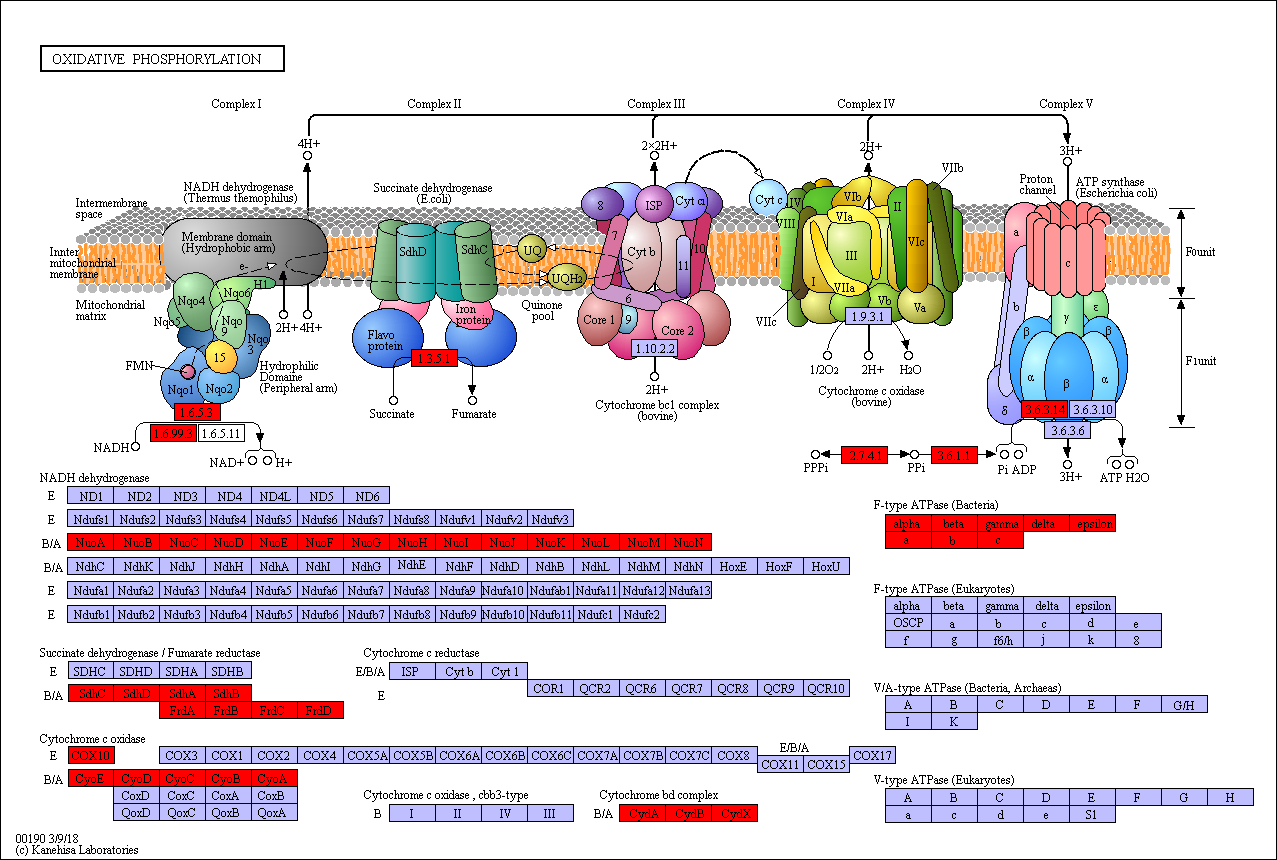 OXIDATIVE PHOSPHORYLATION
Complex I
Complex II
Complex III
Complex IV
Complex V
4H+
2×2H+
2H+
3H+
NADH dehydrogenase
(Thermus themophilus)
Succinate dehydrogenase
(E.coli)
Proton
channel
ATP synthase
(Escherichia coli)
Intermembrane
space
Innter
mitochondrial
membrane
Mitochondrial
matrix
Membrane domain
(Hydrophobic arm)
e-
H1
Nqo4
Nqo6
Nqo5
Nqo
9
Nqo
3
15
FMN
Nqo1
Nqo2
Hydrophilic
Domaine
(Peripheral arm)
2H+
4H+
1.6.5.3
1.6.99.3
1.6.5.11
NADH
NAD+
H+
SdhD
SdhC
Flavo
protein
Iron
protein
1.3.5.1
Succinate
Fumarate
UQ
UQH2
Quinone
pool
8
ISP
Cyt c1
7
Cyt b
10
11
6
9
Core 1
Core 2
1.10.2.2
2H+
Cytochrome bc1 complex
(bovine)
Cyt c
IV
VIb
VIIb
VIII
VIa
II
VIc
III
I
VIIa
VIIc
Vb
Va
1.9.3.1
1/2O2
2H+
H2O
Cytochrome c oxidase
(bovine)
a
c
b
γ
ε
β
β
α
β
α
δ
F0unit
F1unit
3.6.3.14
3.6.3.10
3.6.3.6
PPPi
2.7.4.1
PPi
3.6.1.1
Pi
ADP
3H+
ATP
H2O
NADH dehydrogenase
E ND1 ND2 ND3 ND4 ND4L ND5 ND6
E Ndufs1 Ndufs2 Ndufs3 Ndufs4 Ndufs5 Ndufs6 Ndufs7 Ndufs8 Ndufv1 Ndufv2 Ndufv3
B/A NuoA NuoB NuoC NuoD NuoE NuoF NuoG NuoH NuoI NuoJ NuoK NuoL NuoM NuoN
B/A NdhC NdhK NdhJ NdhH NdhA NdhI NdhG NdhE NdhF NdhD NdhB NdhL NdhM NdhN HoxE HoxF HoxU
E Ndufa1 Ndufa2 Ndufa3 Ndufa4 Ndufa5 Ndufa6 Ndufa7 Ndufa8 Ndufa9 Ndufa10 Ndufab1 Ndufa11 Ndufa12 Ndufa13
E Ndufb1 Ndufb2 Ndufb3 Ndufb4 Ndufb5 Ndufb6 Ndufb7 Ndufb8 Ndufb9 Ndufb10 Ndufb11 Ndufc1 Ndufc2
Succinate dehydrogenase / Fumarate reductase
E SDHC SDHD SDHA SDHB
B/A SdhC SdhD SdhA SdhB
FrdA FrdB FrdC FrdD
Cytochrome c reductase
E/B/A ISP Cyt b Cyt 1
E COR1 QCR2 QCR6 QCR7 QCR8 QCR9 QCR10
Cytochrome c oxidase
E COX10 COX3 COX1 COX2 COX4 COX5A COX5B COX6A COX6B COX6C COX7A COX7B COX7C COX8 COX17
E/B/A
COX11 COX15
B/A CyoE CyoD CyoC CyoB CyoA
CoxD CoxC CoxA CoxB
QoxD QoxC QoxB QoxA
Cytochrome c oxidase , cbb3-type
B I II IV III
Cytochrome bd complex
B/A CydA CydB CydX
F-type ATPase (Bacteria)
alpha beta gamma delta epsilon
a b c
F-type ATPase (Eukaryotes)
alpha beta gamma delta epsilon
OSCP a b c d e
f g f6/h j k 8
V/A-type ATPase (Bacteria, Archaeas)
A B C D E F G/H
I K
V-type ATPase (Eukaryotes)
A B C D E F G H
a c d e S1
00190 3/9/18
(c) Kanehisa Laboratories